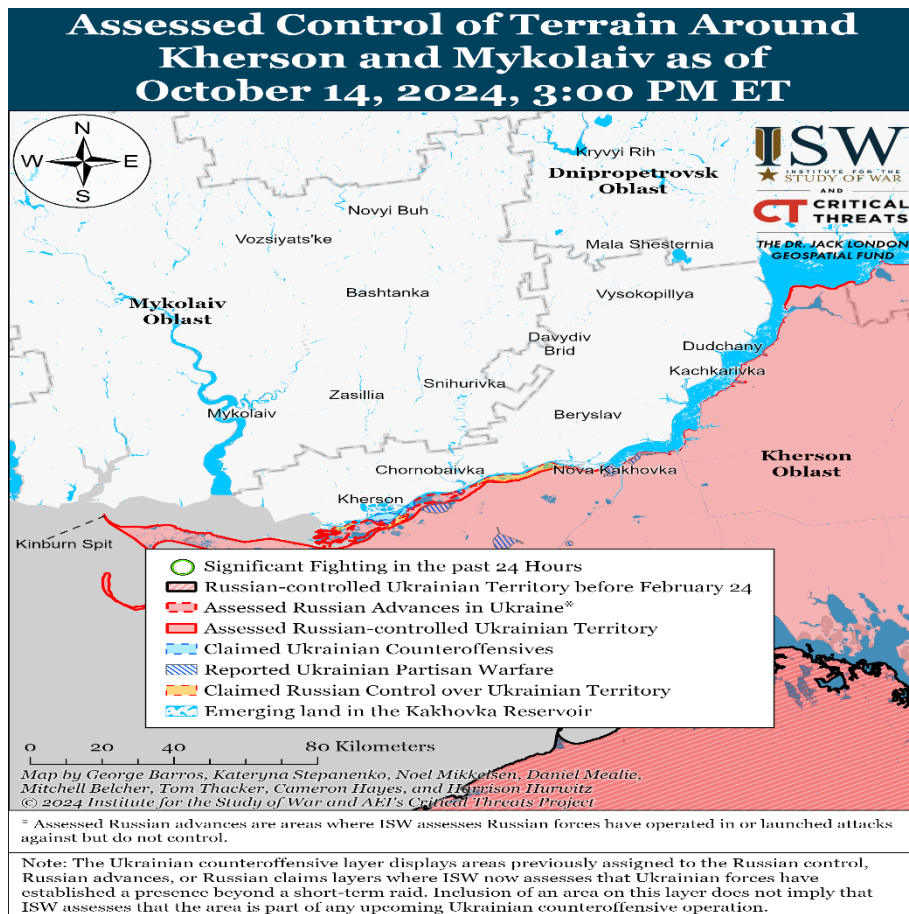 Assessed Control of Terrain Around
Kherson and Mykolaiv as of
October 14, 2024, 3:00 PM ET
N
W E
S
ISW
INSTITUTE FOR THE
STUDY OF WAR
AND
CT CRITICAL
THREATS
THE DR. JACK LONDON
GEOSPATIAL FUND
Kryvyi Rih
Dnipropetrovsk
Oblast
Novyi Buh
Vozsiyats'ke
Mala Shesternia
Bashtanka
Vysokopillya
Mykolaiv
Oblast
Davydiv
Brid
Dudchany
Kachkarivka
Snihurivka
Zasillia
Mykolaiv
Beryslav
Kherson
Oblast
Chornobaivka
Nova Kakhovka
Kherson
Kinburn Spit
Significant Fighting in the past 24 Hours
Russian-controlled Ukrainian Territory before February 24
Assessed Russian Advances in Ukraine*
Assessed Russian-controlled Ukrainian Territory
Claimed Ukrainian Counteroffensives
Reported Ukrainian Partisan Warfare
Claimed Russian Control over Ukrainian Territory
Emerging land in the Kakhovka Reservoir
0 20 40 80 Kilometers
Map by George Barros, Kateryna Stepanenko, Noel Mikkelsen, Daniel Mealie,
Mitchell Belcher, Tom Thacker, Cameron Hayes, and Harrison Hurwitz
© 2024 Institute for the Study of War and AEI's Critical Threats Project
* Assessed Russian advances are areas where ISW assesses Russian forces have operated in or launched attacks
against but do not control.
Note: The Ukrainian counteroffensive layer displays areas previously assigned to the Russian control,
Russian advances, or Russian claims layers where ISW now assesses that Ukrainian forces have
established a presence beyond a short-term raid. Inclusion of an area on this layer does not imply that
ISW assesses that the area is part of any upcoming Ukrainian counteroffensive operation.